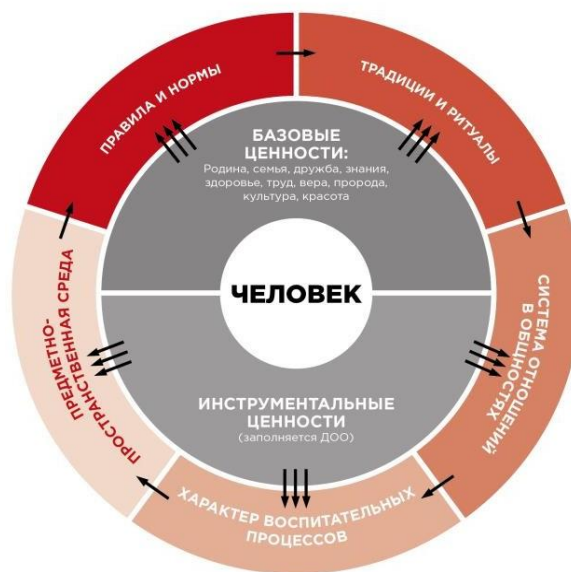 ПРАВИЛА И НОРМЫ
ТРАДИЦИИ И РИТУАЛЫ
БАЗОВЫЕ
ЦЕННОСТИ:
Родина, семья, дружба, знания,
здоровье, труд, вера, пророда,
культура, красота
ЧЕЛОВЕК
ИНСТРУМЕНТАЛЬНЫЕ
ЦЕННОСТИ
(заполняется ДОО)
СИСТЕМА ОТНОШЕНИЙ
В ОБЩНОСТЯХ
ХАРАКТЕР ВОСПИТАТЕЛЬНЫХ
ПРОЦЕССОВ
ПРЕДМЕТНО-
ПРОСТРАНСТВЕННАЯ СРЕДА